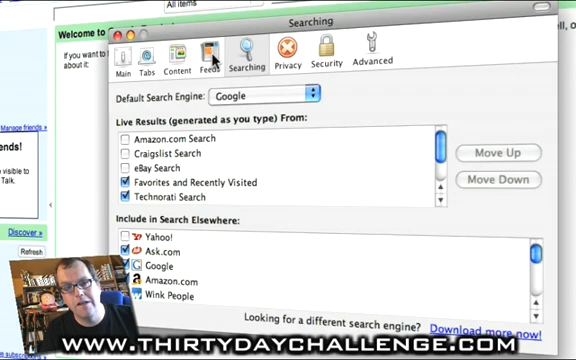 All items
Searching
Welcome to
If you want to
about it:
ell, o
Main Tabs Content Feeds Searching Privacy Security Advanced
Default Search Engine: Google
Live Results (generated as you type) From:
Amazon.com Search
Craigslist Search
eBay Search
Favorites and Recently Visited
Technorati Search
Move Up
Move Down
Manage friends »
ends!
e visible to
Talk.
Discover »
Refresh
Include in Search Elsewhere:
Yahoo!
Ask.com
Google
Amazon.com
Wink People
Looking for a different search engine? Download more now!
subscriptions »
WWW.THIRTYDAYCHALLENGE.COM